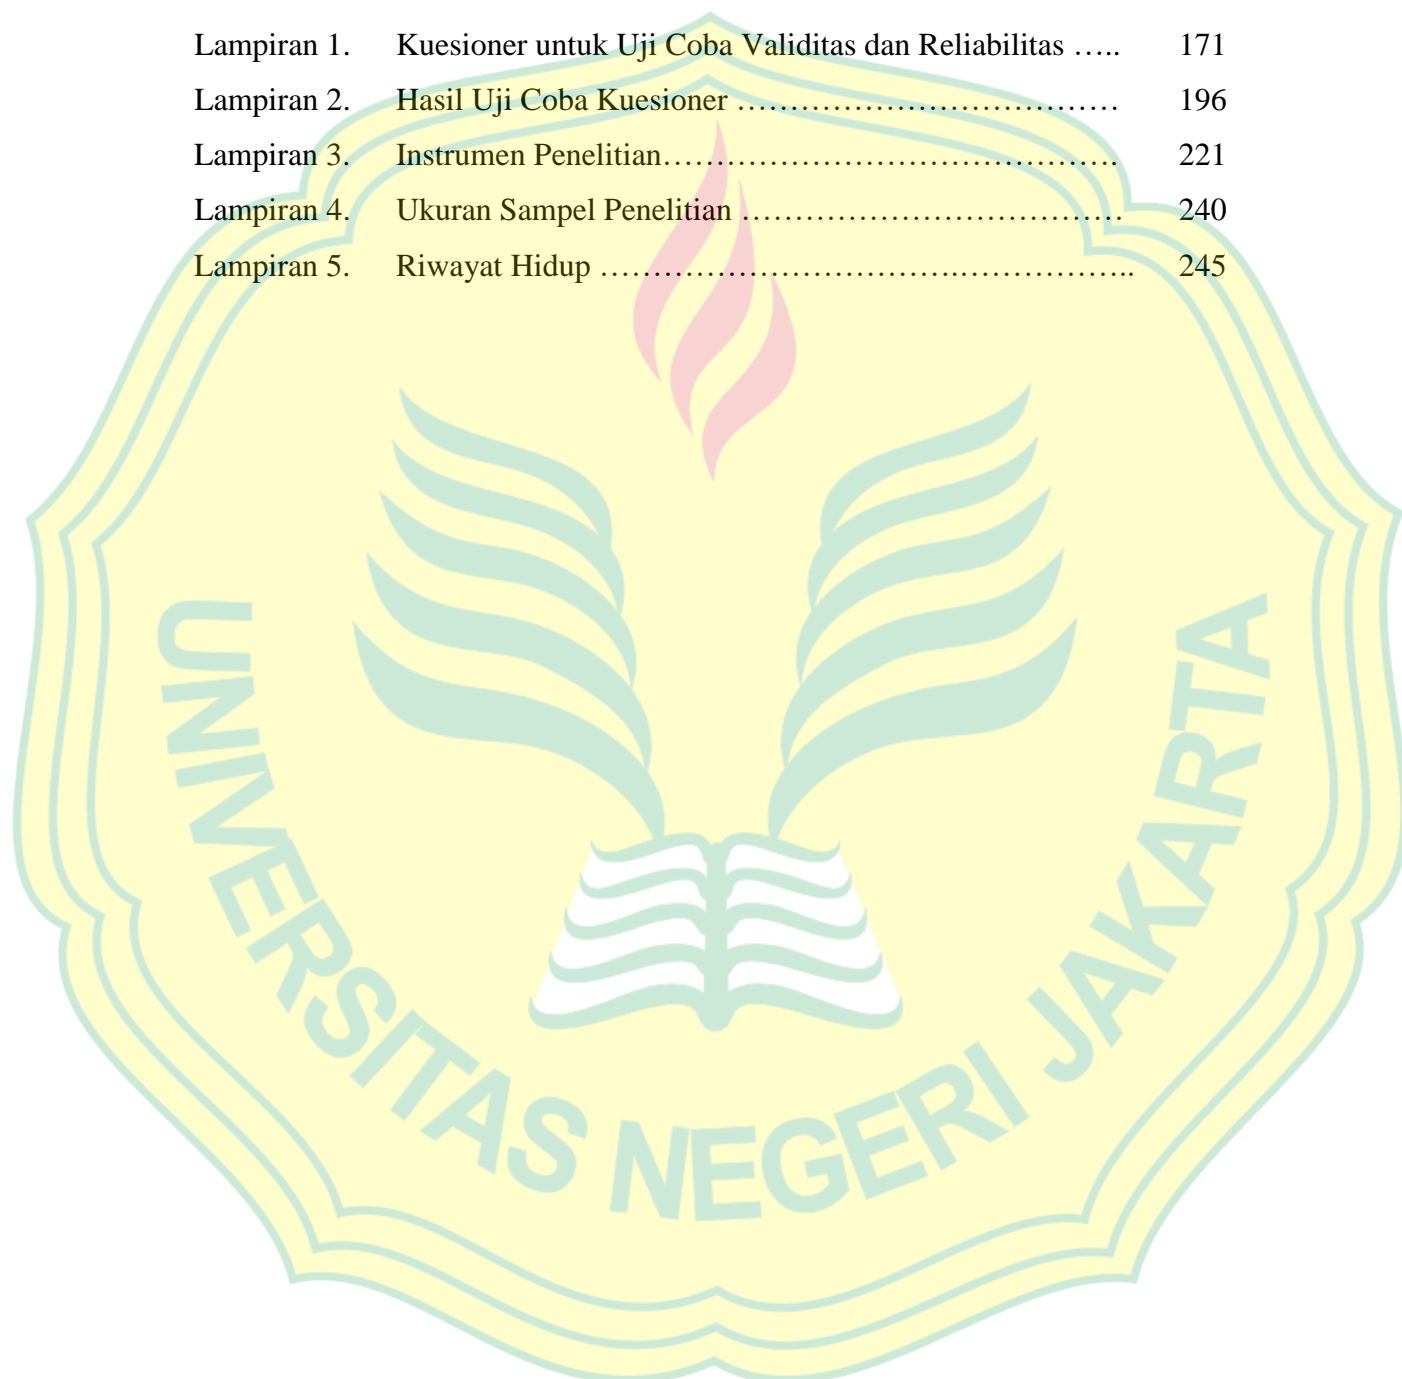 Lampiran 1. Kuesioner untuk Uji Coba Validitas dan Reliabilitas ….. 171
Lampiran 2. Hasil Uji Coba Kuesioner ……………………………… 196
Lampiran 3. Instrumen Penelitian……………………………………. 221
Lampiran 4. Ukuran Sampel Penelitian ……………………………… 240
Lampiran 5. Riwayat Hidup …………………………….…………….. 245
UNIVERSITAS NEGERI JAKARTA